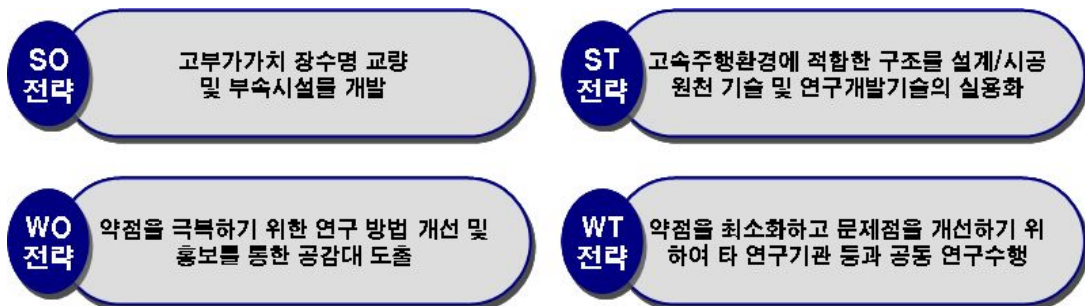 SO
전략
고부가가치 장수명 교량
및 부속시설물 개발
ST
전략
고속주행환경에 적합한 구조물 설계/시공
원천 기술 및 연구개발기술의 실용화
WO
전략
약점을 극복하기 위한 연구 방법 개선 및
홍보를 통한 공감대 도출
WT
전략
약점을 최소화하고 문제점을 개선하기 위
하여 타 연구기관 등과 공동 연구수행